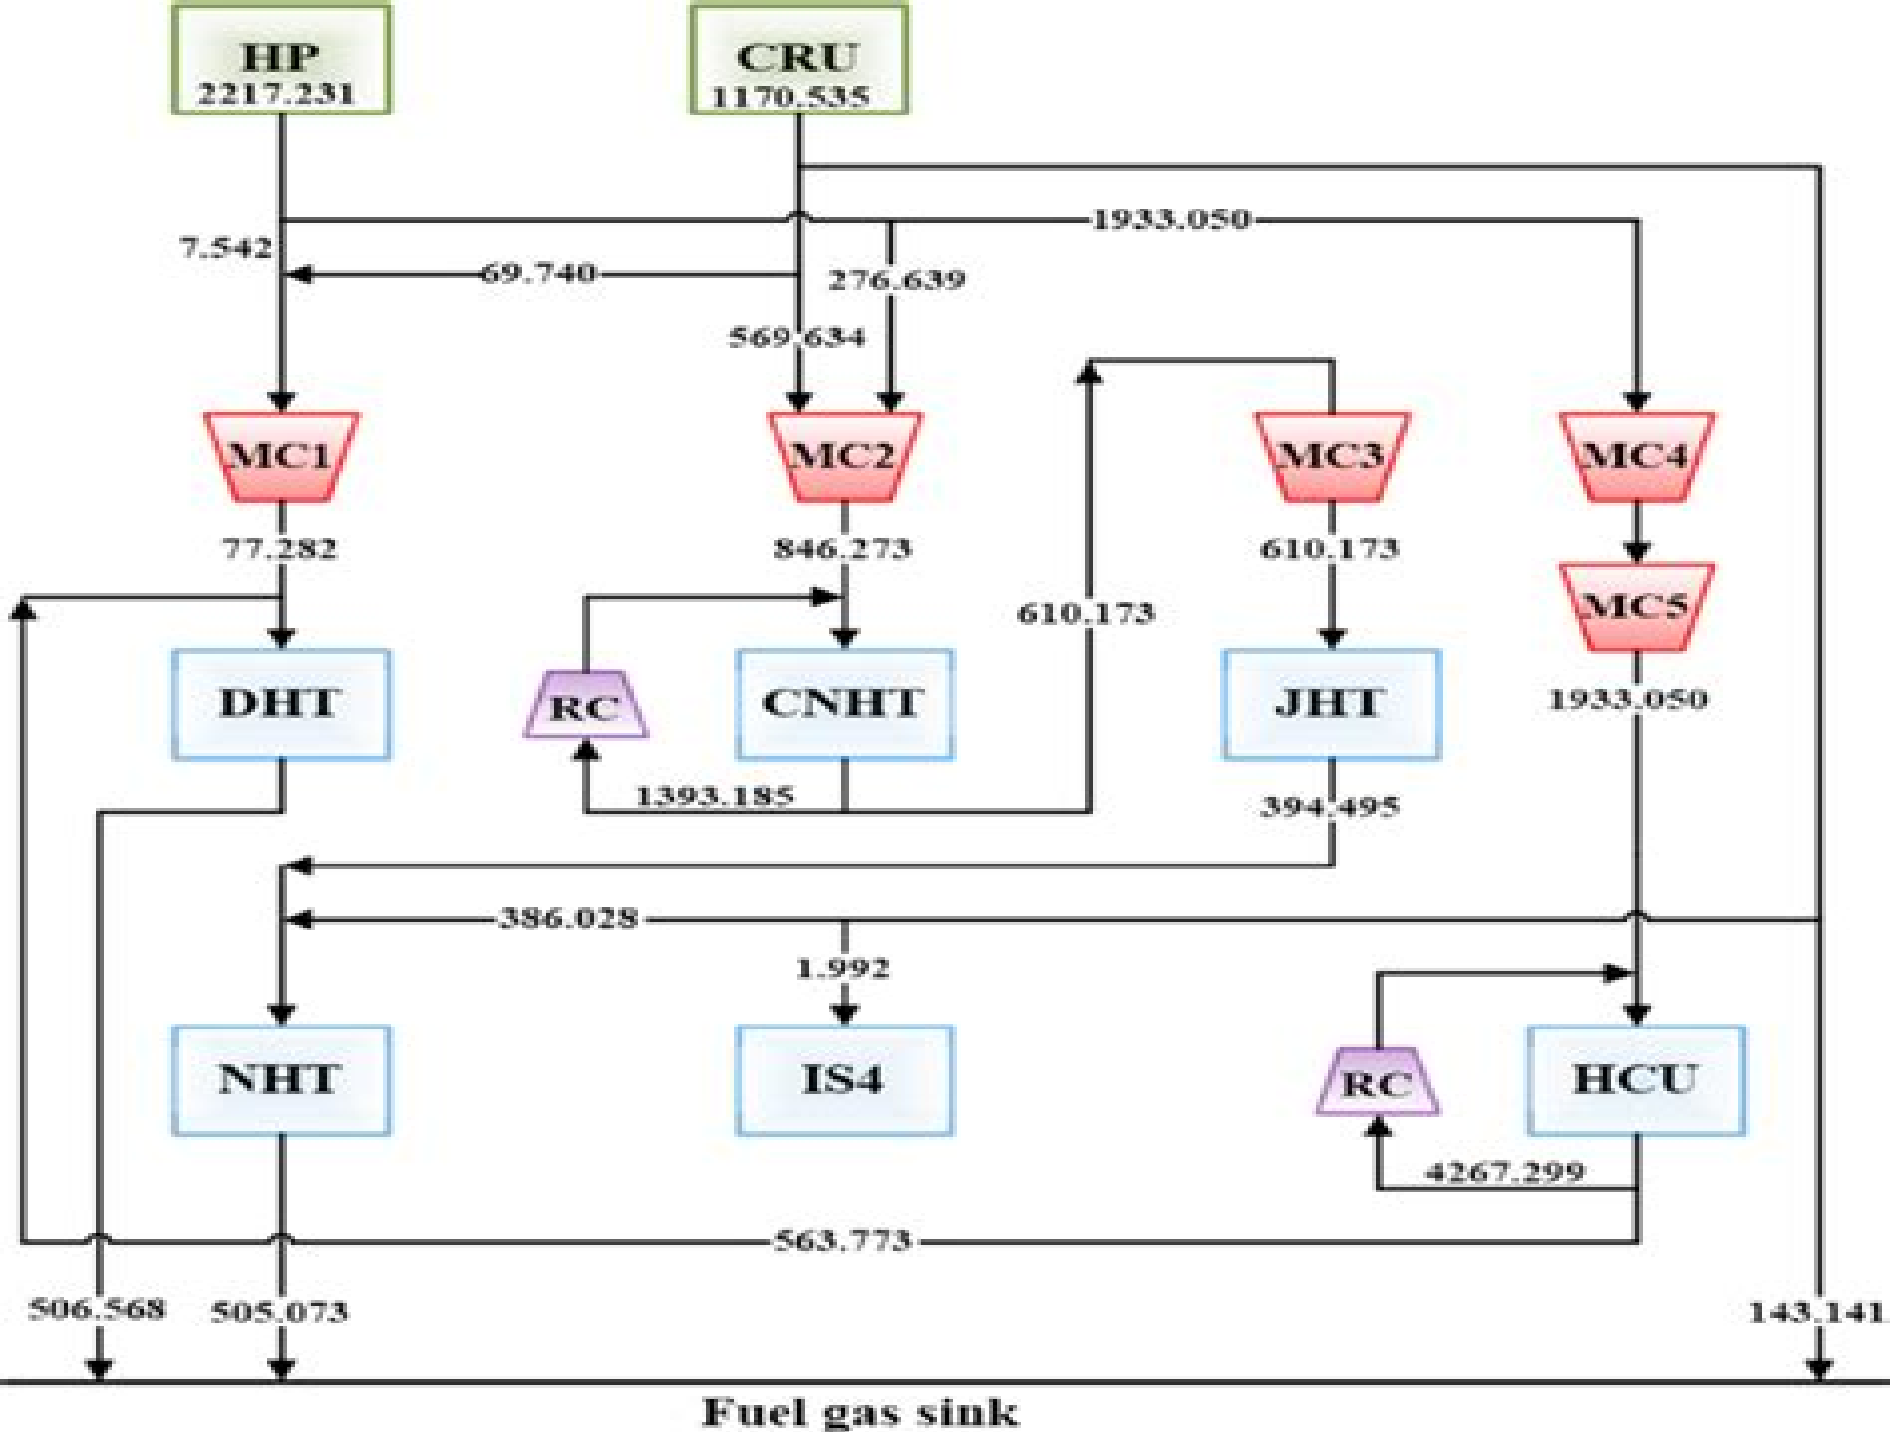 HP
2217.231
CRU
1170.535
1933.050
7.542
69.740
276.639
569.634
MC1
MC2
MC3
MC4
77.282
846.273
610.173
610.173
MC5
DHT
RC
CNHT
JHT
1933.050
1393.185
394.495
386.028
1.992
NHT
IS4
RC
HCU
4267.299
563.773
506.568
505.073
143.141
Fuel gas sink